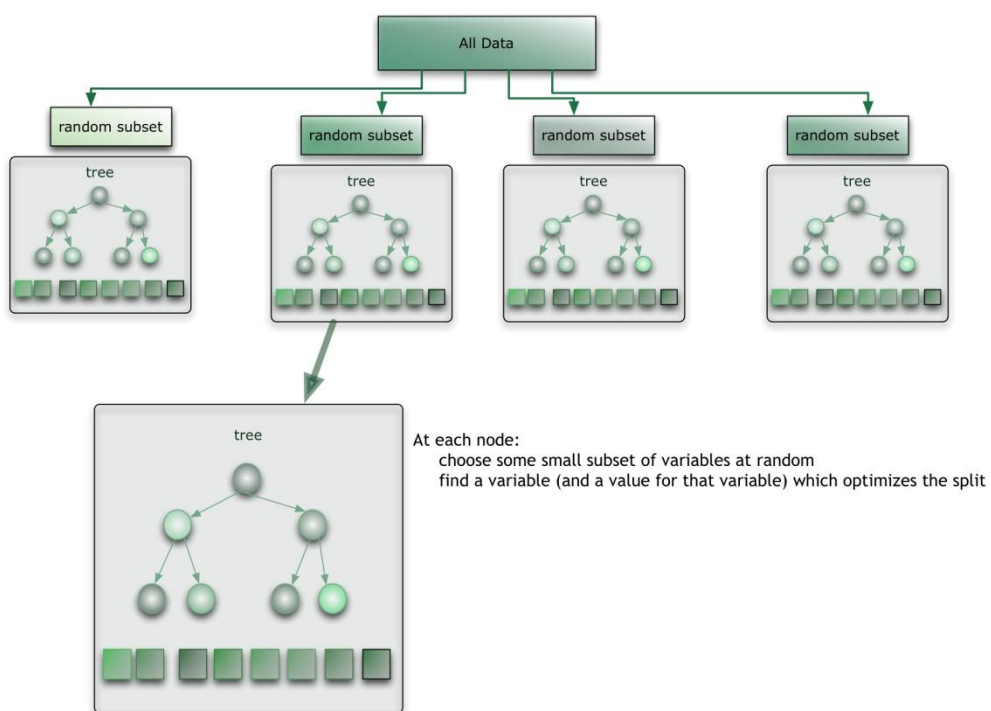 All Data
random subset
random subset
random subset
random subset
tree
tree
tree
tree
tree
At each node:
choose some small subset of variables at random
find a variable (and a value for that variable) which optimizes the split